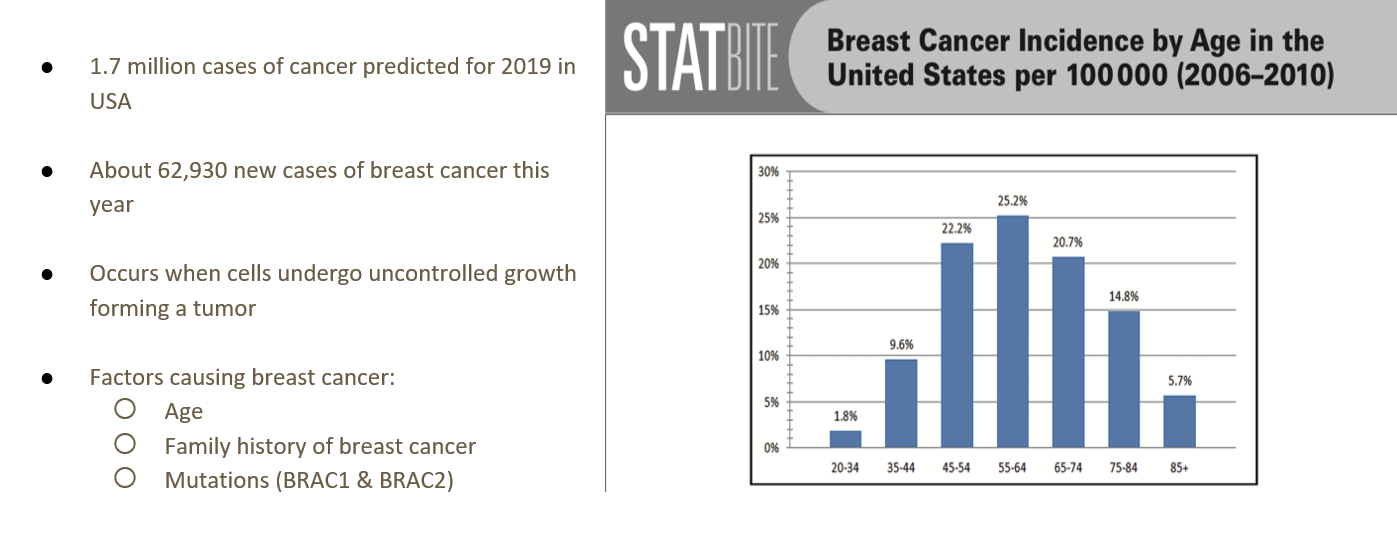 ● 1.7 million cases of cancer predicted for 2019 in
USA
● About 62,930 new cases of breast cancer this
year
● Occurs when cells undergo uncontrolled growth
forming a tumor
● Factors causing breast cancer:
○ Age
○ Family history of breast cancer
○ Mutations (BRAC1 & BRAC2)
STATBITE
Breast Cancer Incidence by Age in the
United States per 100 000 (2006–2010)
30%
25%
20%
15%
10%
5%
0%
1.8%
9.6%
22.2%
25.2%
20.7%
14.8%
5.7%
20-34 35-44 45-54 55-64 65-74 75-84 85+